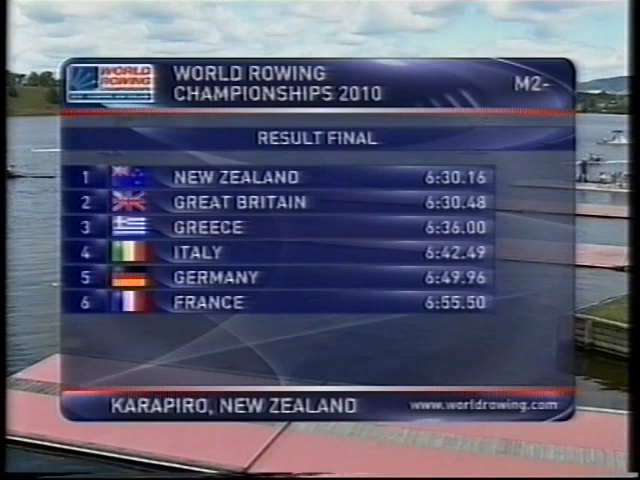 WORLD ROWING
WORLD ROWING
CHAMPIONSHIPS 2010
M2-
RESULT FINAL
1 NEW ZEALAND 6:30.16
2 GREAT BRITAIN 6:30.48
3 GREECE 6:36.00
4 ITALY 6:42.49
5 GERMANY 6:49.96
6 FRANCE 6:55.50
KARAPIRO, NEW ZEALAND www.worldrowing.com